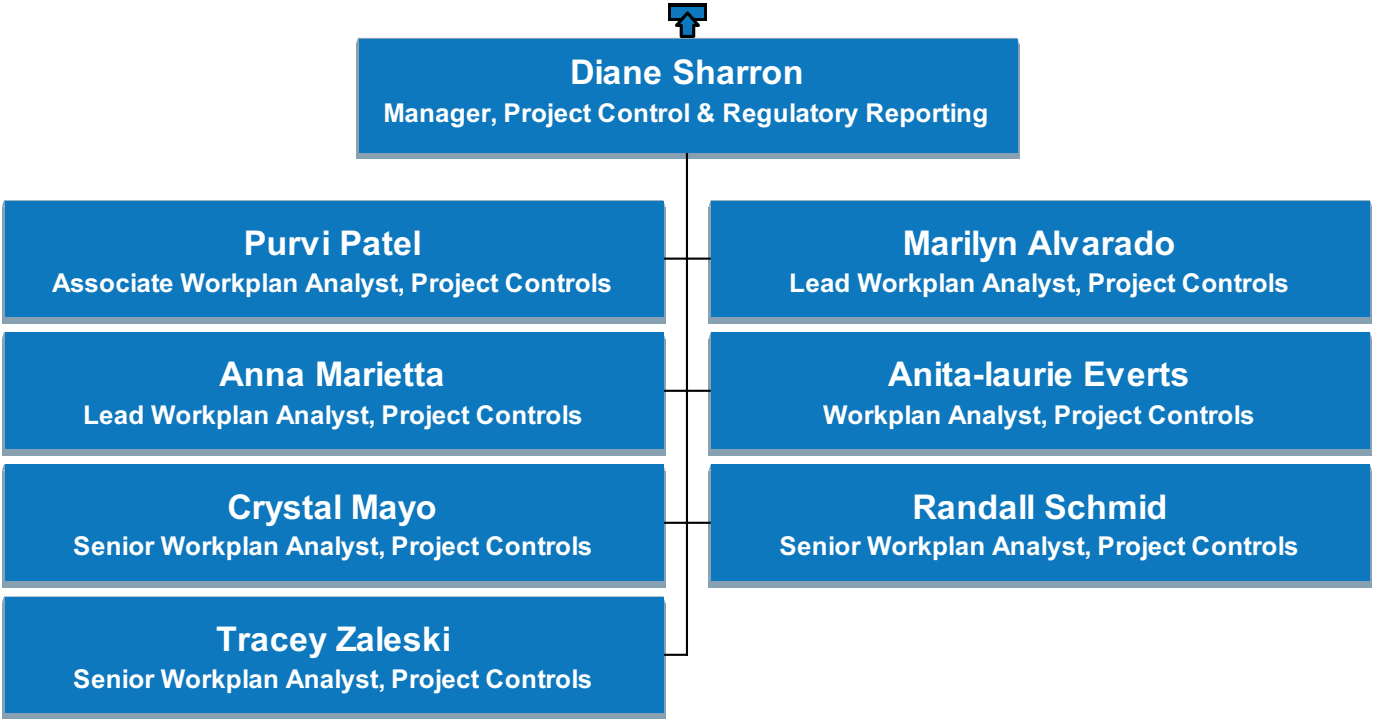 Diane Sharron
Manager, Project Control & Regulatory Reporting
Purvi Patel
Associate Workplan Analyst, Project Controls
Marilyn Alvarado
Lead Workplan Analyst, Project Controls
Anna Marietta
Lead Workplan Analyst, Project Controls
Anita-laurie Everts
Workplan Analyst, Project Controls
Crystal Mayo
Senior Workplan Analyst, Project Controls
Randall Schmid
Senior Workplan Analyst, Project Controls
Tracey Zaleski
Senior Workplan Analyst, Project Controls